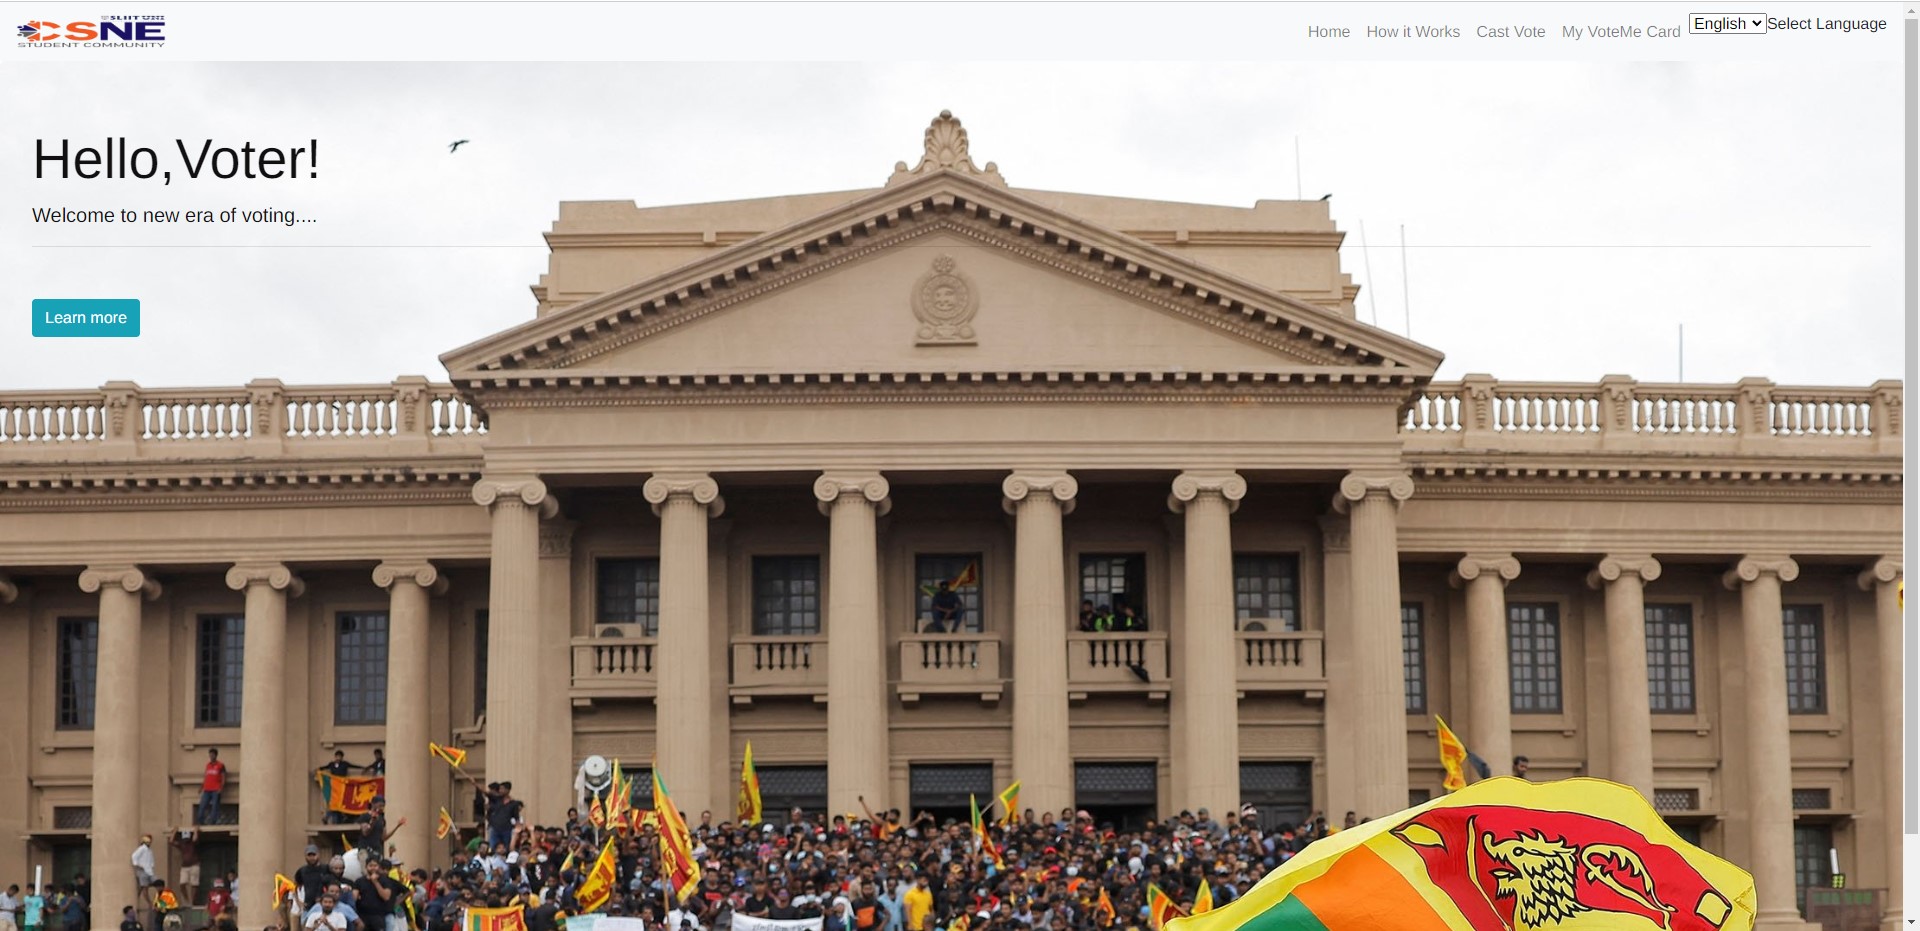 SLIIT
CSNE
STUDENT COMMUNITY
Home
How it Works
Cast Vote
My VoteMe Card
English
Select Language
Hello,Voter!
Welcome to new era of voting....
Learn more